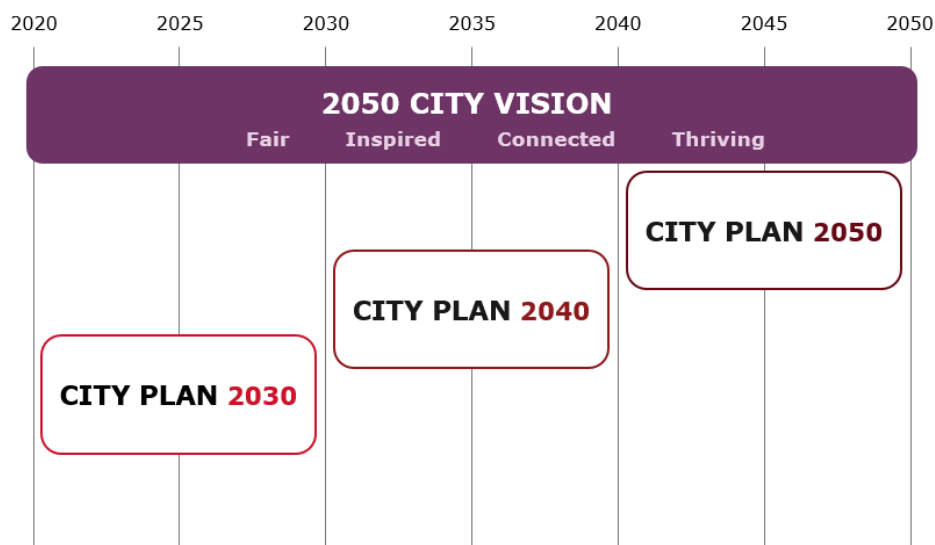 2020 2025 2030 2035 2040 2045 2050
2050 CITY VISION
Fair Inspired Connected Thriving
CITY PLAN 2050
CITY PLAN 2040
CITY PLAN 2030